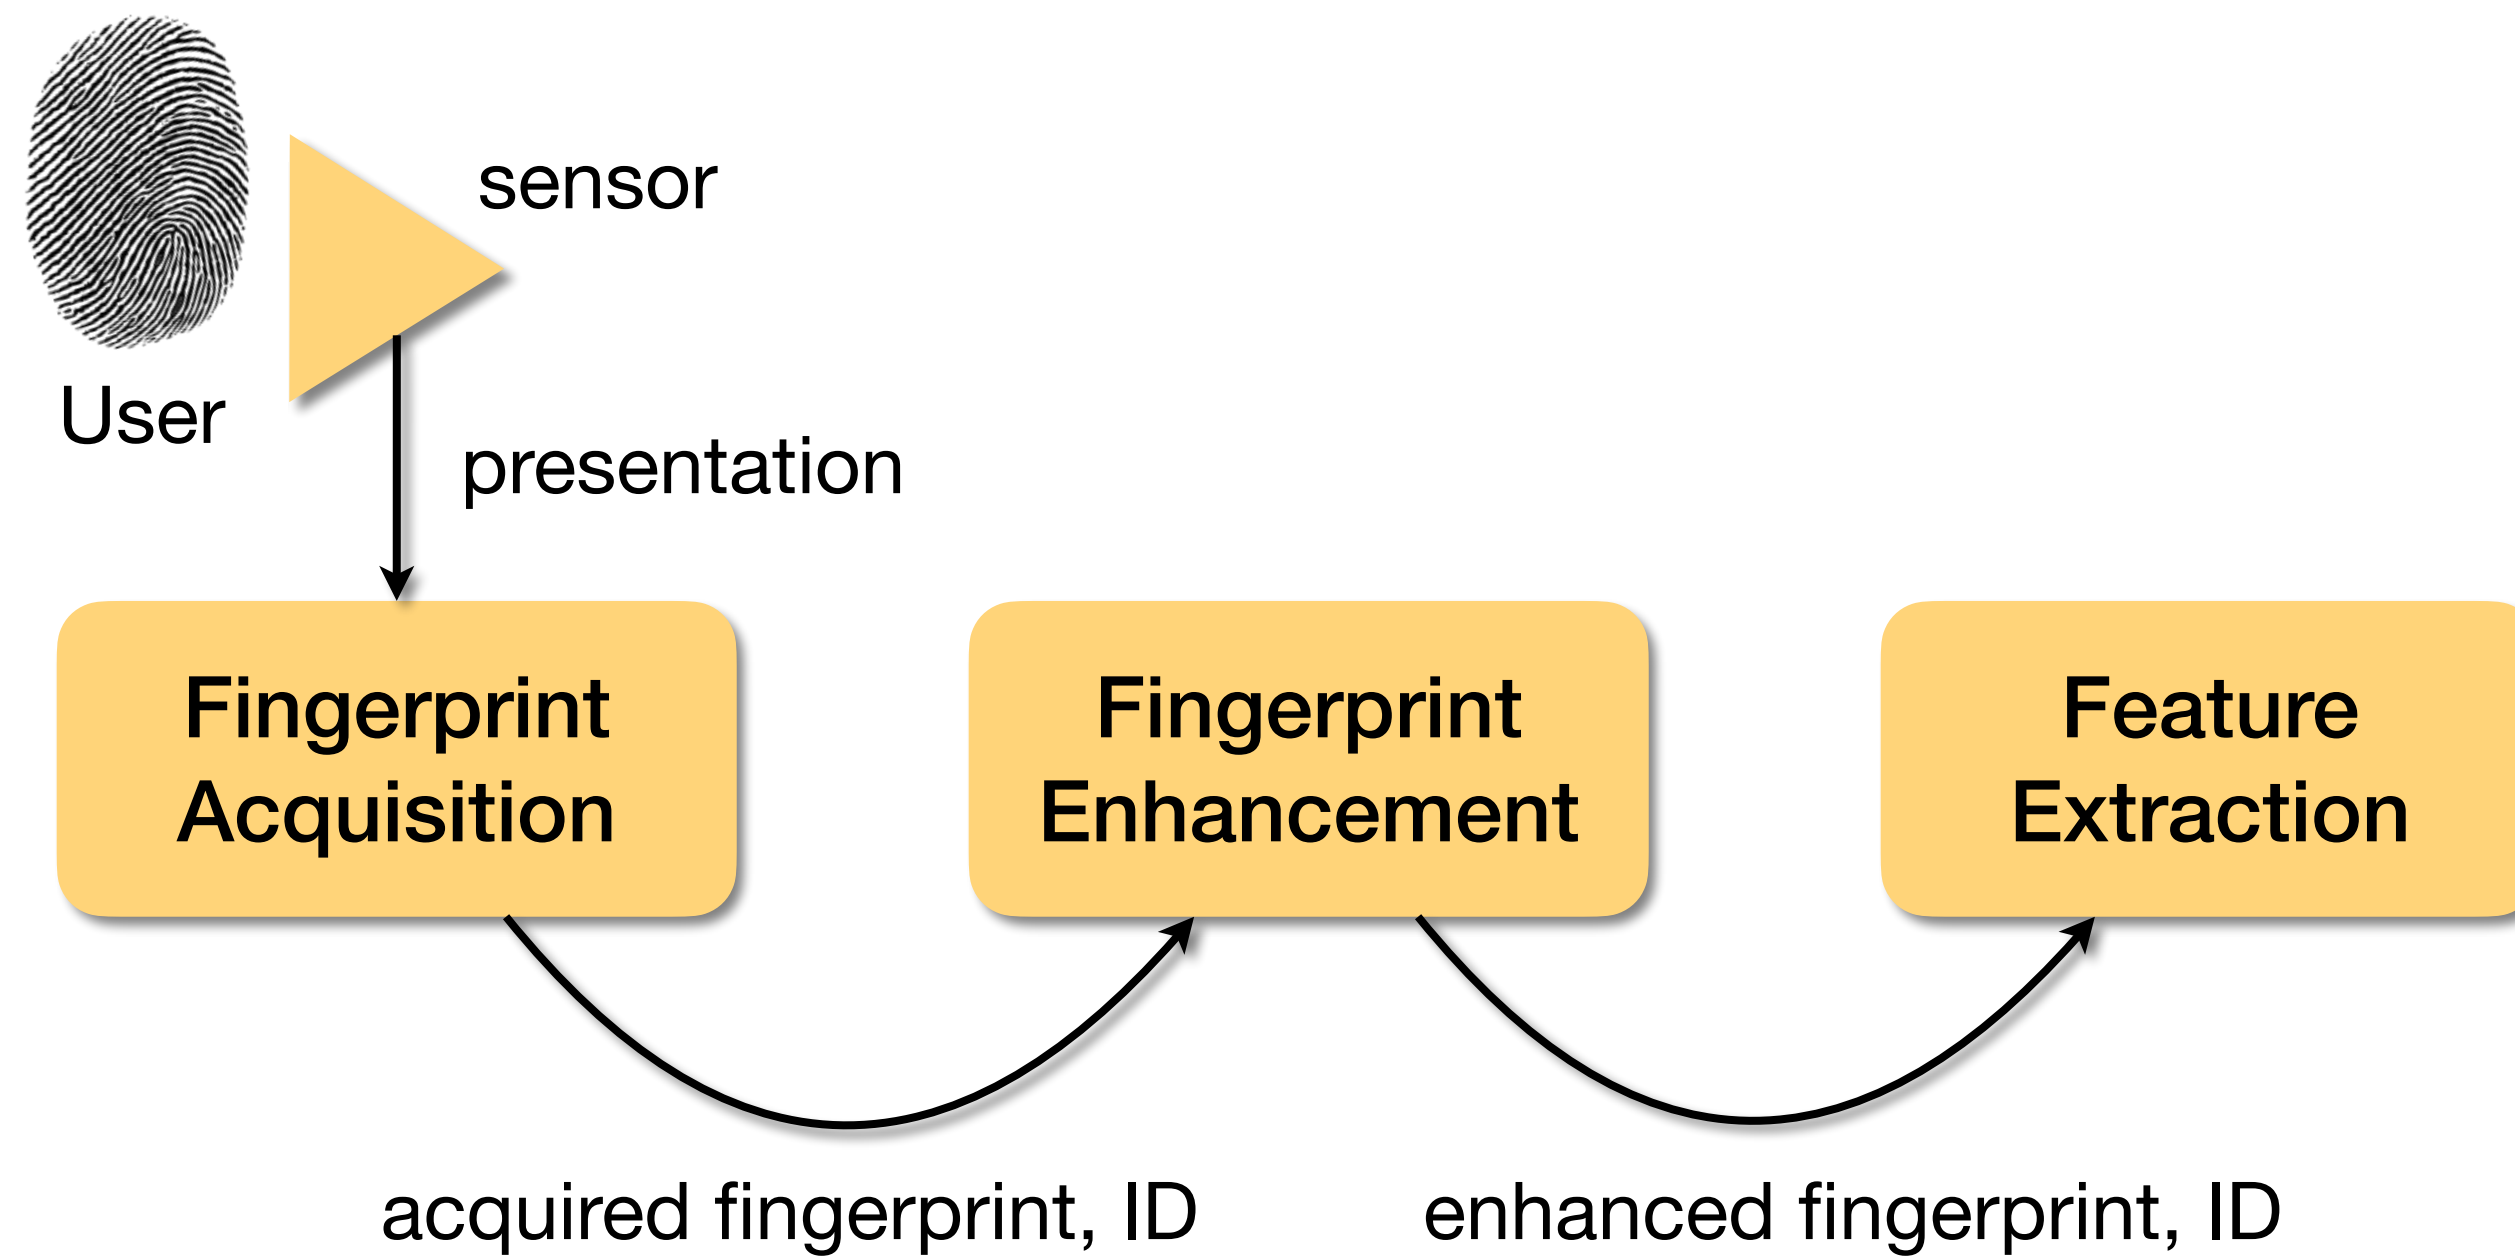 sensor
User
presentation
Fingerprint
Acquisition
Fingerprint
Enhancement
Feature
Extraction
acquired fingerprint, ID
enhanced fingerprint, ID